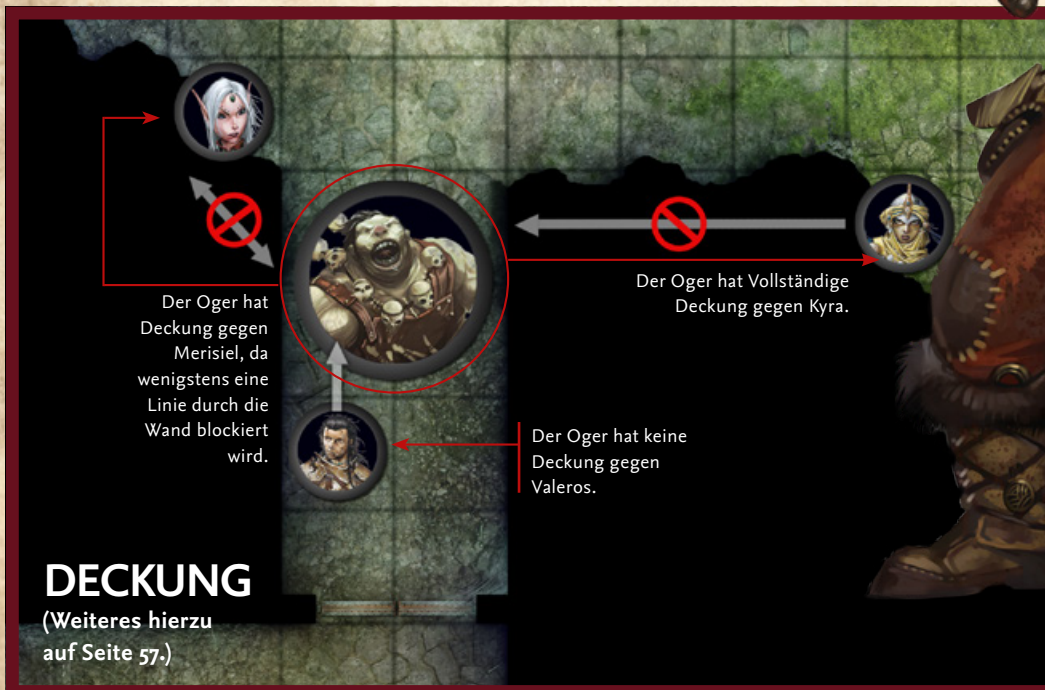 Der Oger hat
Deckung gegen
Merisiel, da
wenigstens eine
Linie durch die
Wand blockiert
wird.
Der Oger hat Vollständige
Deckung gegen Kyra.
Der Oger hat keine
Deckung gegen
Valeros.
DECKUNG
(Weiteres hierzu
auf Seite 57.)